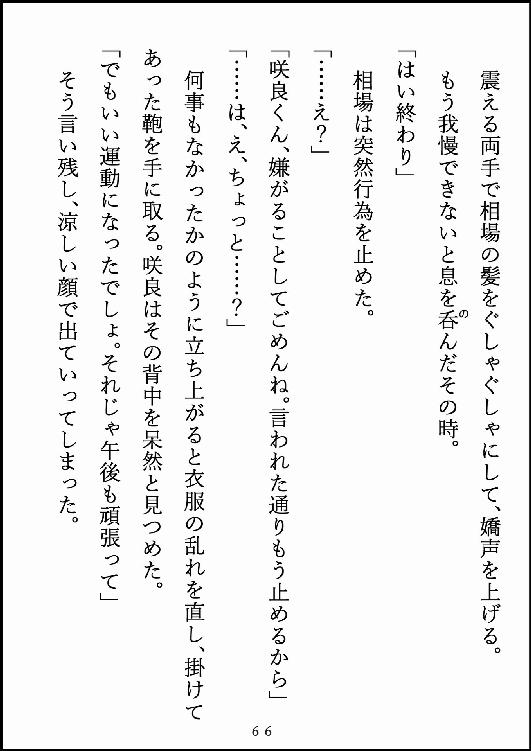 震える両手で相場の髪をぐしゃぐしゃにして、嬌声を上げる。
もう我慢できないと息を呑んだその時。
の
「はい終わり」
相場は突然行為を止めた。
「……え？」
「咲良くん、嫌がることしてごめんね。言われた通りもう止めるから」
「……は、え、ちょっと……？」
何事もなかったかのように立ち上がると衣服の乱れを直し、掛けて
あった鞄を手に取る。咲良はその背中を呆然と見つめた。
「でもいい運動になったでしょ。それじゃ午後も頑張って」
そう言い残し、涼しい顔で出ていってしまった。
66